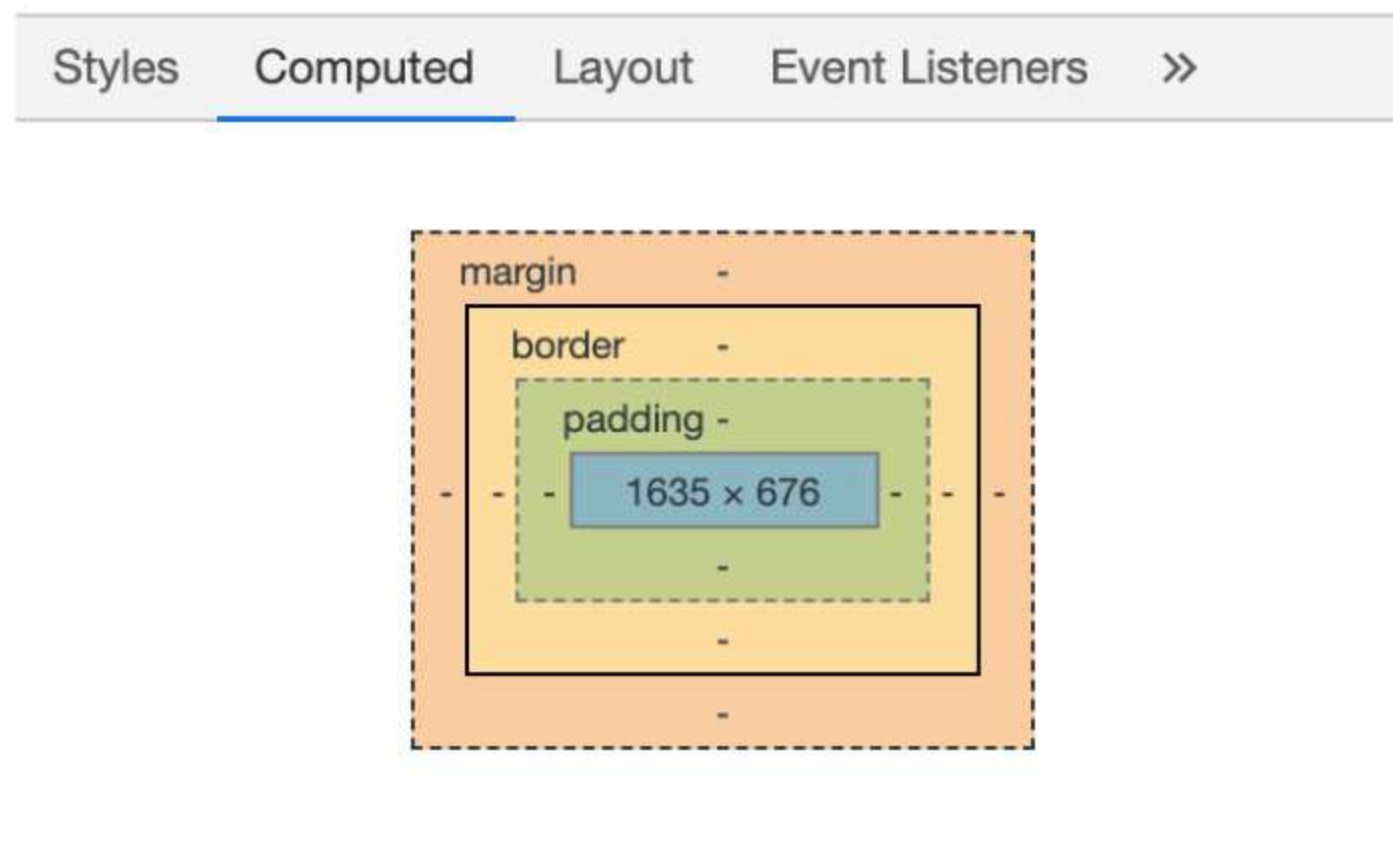 Styles Computed Layout Event Listeners »
margin -
border -
padding -
- - - 1635 × 676 - - -
-
-
-